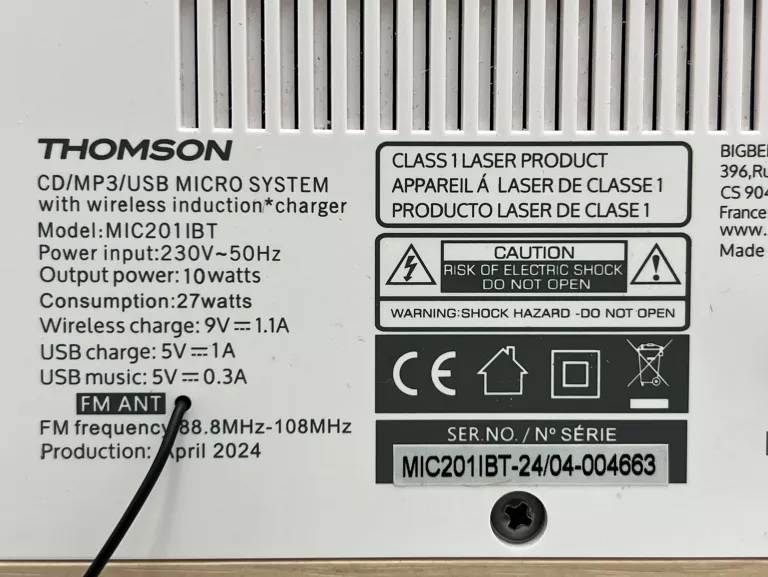 THOMSON
CD/MP3/USB MICRO SYSTEM
with wireless induction*charger
Model:MIC201IBT
Power input:230V~50Hz
Output power:10watts
Consumption:27watts
Wireless charge: 9V⎓1.1A
USB charge: 5V⎓1A
USB music: 5V⎓0.3A
FM ANT
FM frequency 88.8MHz-108MHz
Production: April 2024
CLASS 1 LASER PRODUCT
APPAREIL Á LASER DE CLASSE 1
PRODUCTO LASER DE CLASE 1
CAUTION
RISK OF ELECTRIC SHOCK
DO NOT OPEN
WARNING:SHOCK HAZARD -DO NOT OPEN
CE
SER.NO. / Nº SÉRIE
MIC201IBT-24/04-004663
396,
CS 904
France
www.
Made